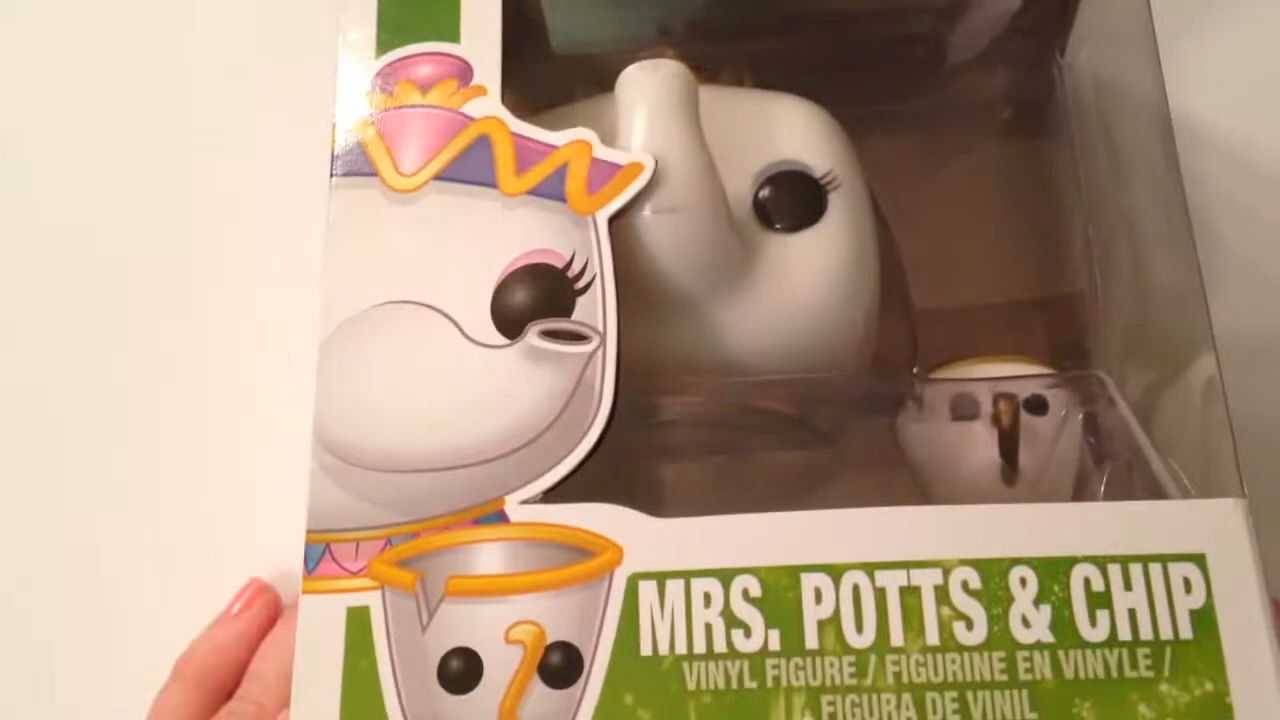 MRS. POTTS & CHIP
VINYL FIGURE / FIGURINE EN VINYLE /
FIGURA DE VINIL